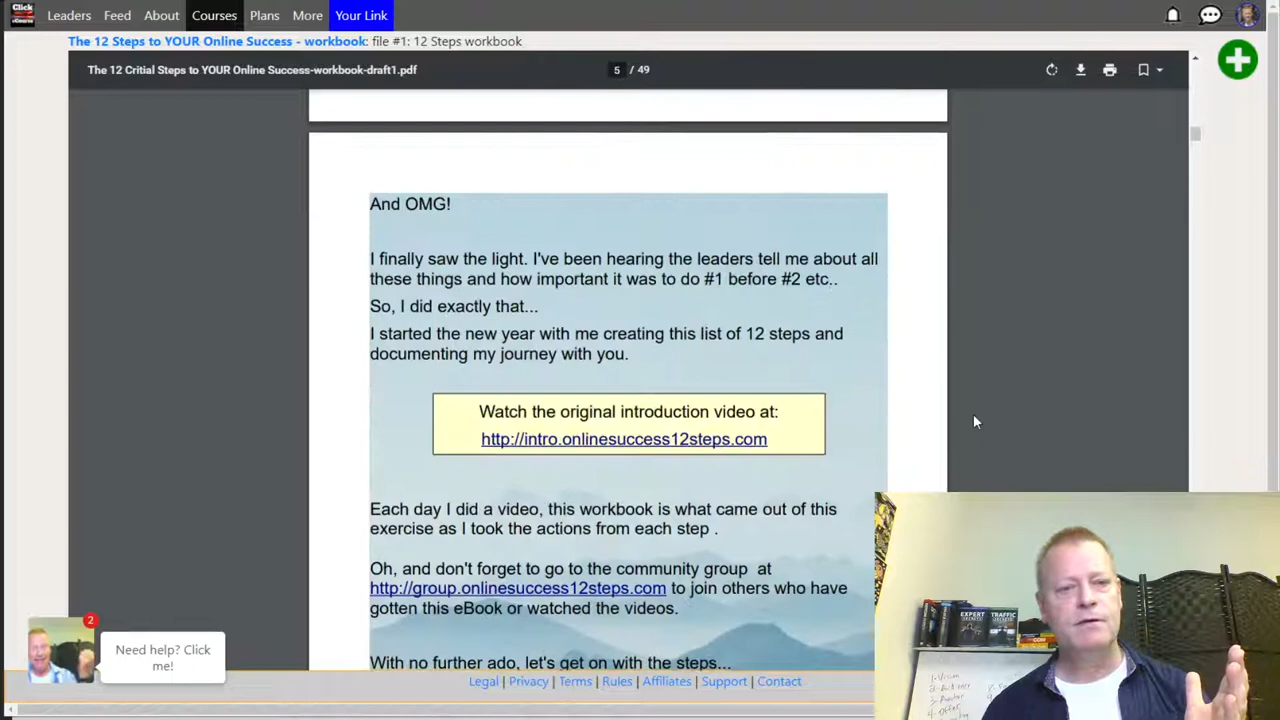 Click
Leaders Feed About Courses Plans More Your Link
The 12 Steps to YOUR Online Success - workbook: file #1: 12 Steps workbook
The 12 Critial Steps to YOUR Online Success-workbook-draft1.pdf 5 / 49
And OMG!
I finally saw the light. I've been hearing the leaders tell me about all
these things and how important it was to do #1 before #2 etc..
So, I did exactly that...
I started the new year with me creating this list of 12 steps and
documenting my journey with you.
Watch the original introduction video at:
http://intro.onlinesuccess12steps.com
Each day I did a video, this workbook is what came out of this
exercise as I took the actions from each step .
Oh, and don't forget to go to the community group at
http://group.onlinesuccess12steps.com to join others who have
gotten this eBook or watched the videos.
With no further ado, let's get on with the steps...
2
Need help? Click
me!
Legal | Privacy | Terms | Rules | Affiliates | Support | Contact
EXPERT
SECRETS
TRAFFIC
SECRETS
1-Vision